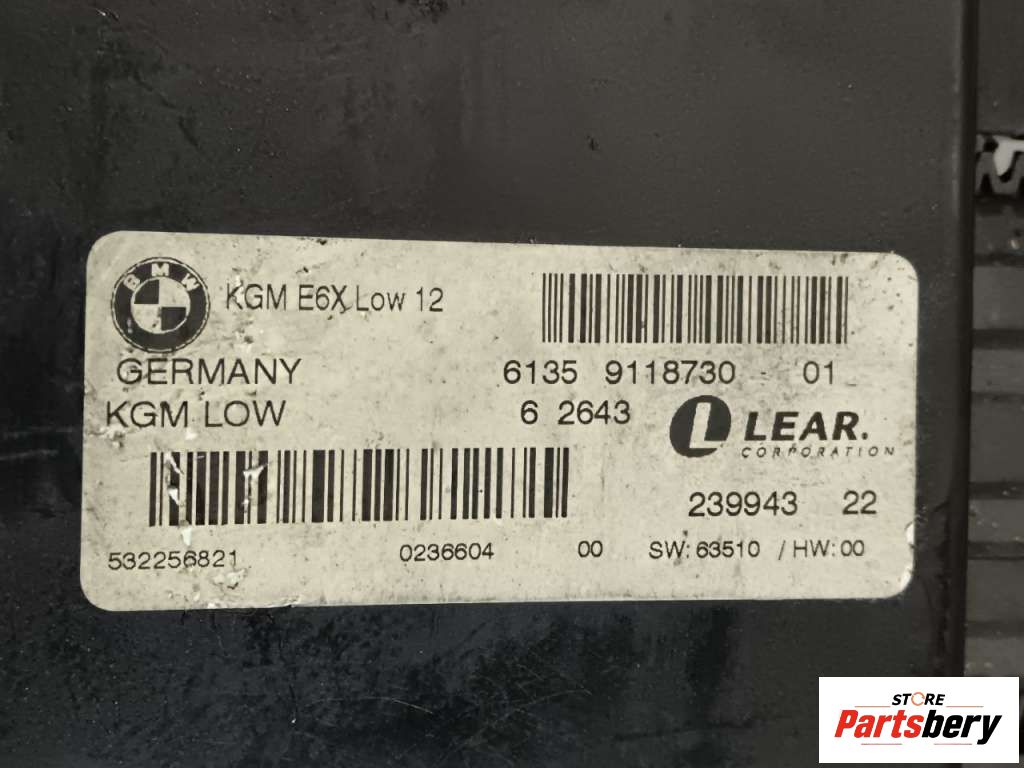 BMW
KGM E6X Low 12
GERMANY
6135 9118730 01
KGM LOW
6 2643
L LEAR.
CORPORATION
239943 22
532256821
0236604 00 SW: 63510 / HW: 00
STORE
Partsbery